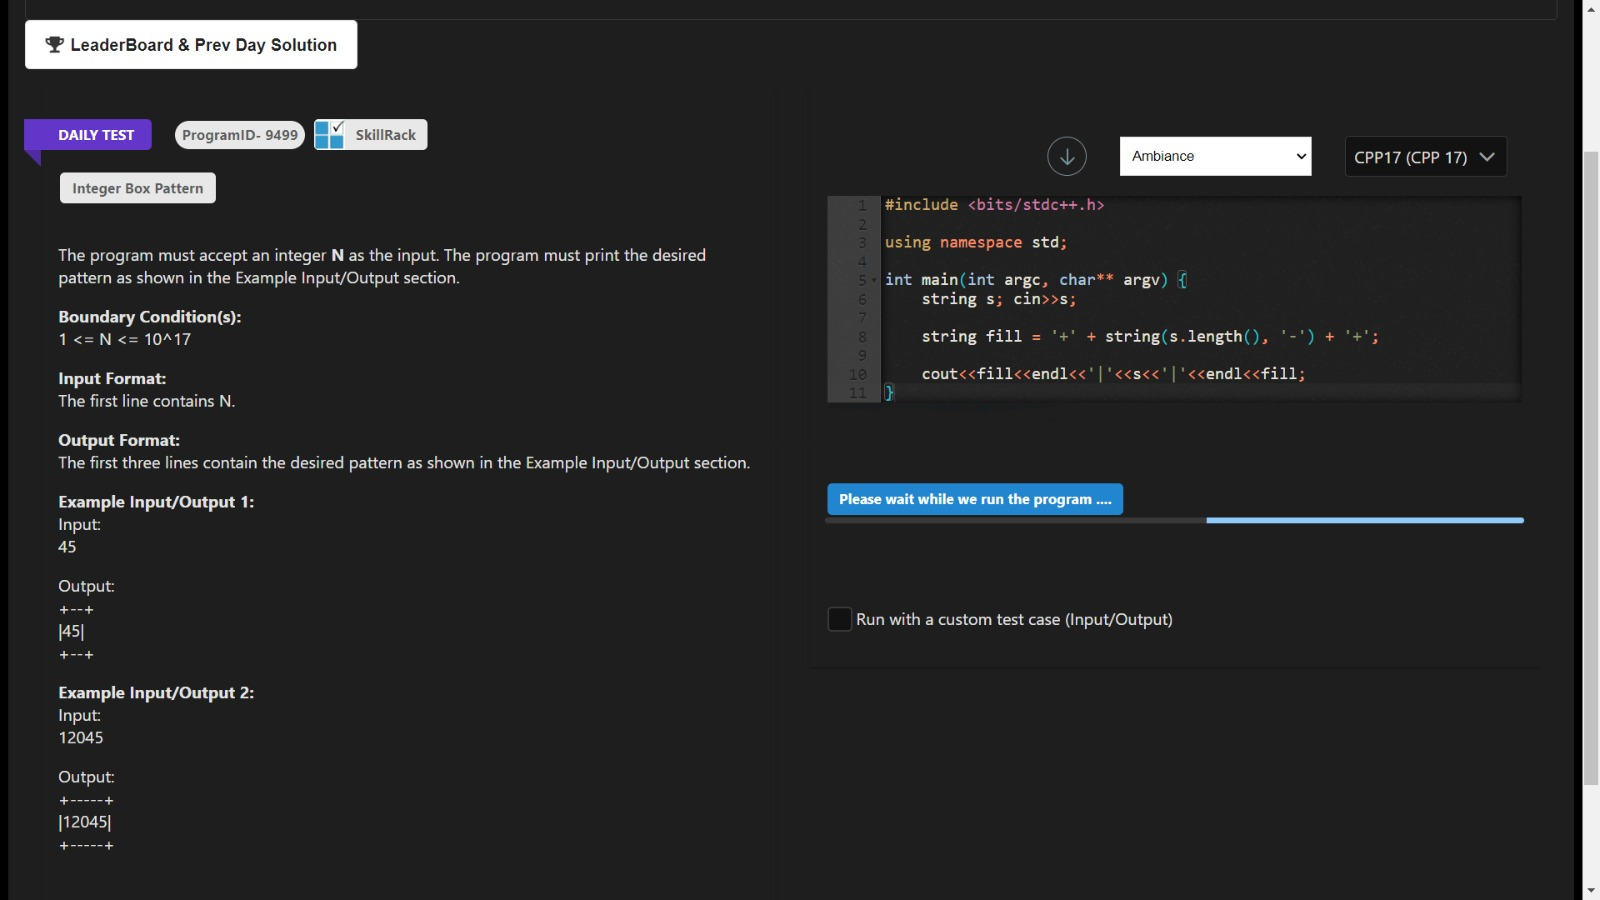 LeaderBoard & Prev Day Solution
DAILY TEST
ProgramID- 9499
SkillRack
Integer Box Pattern
The program must accept an integer N as the input. The program must print the desired
pattern as shown in the Example Input/Output section.
Boundary Condition(s):
1 <= N <= 10^17
Input Format:
The first line contains N.
Output Format:
The first three lines contain the desired pattern as shown in the Example Input/Output section.
Example Input/Output 1:
Input:
45
Output:
+--+
|45|
+--+
Example Input/Output 2:
Input:
12045
Output:
+-----+
|12045|
+-----+
Ambiance
CPP17 (CPP 17)
1 #include <bits/stdc++.h>
2
3 using namespace std;
4
5 int main(int argc, char** argv) {
6     string s; cin>>s;
7
8     string fill = '+' + string(s.length(), '-') + '+';
9
10     cout<<fill<<endl<<'|'<<s<<'|'<<endl<<fill;
11 }
Please wait while we run the program ....
Run with a custom test case (Input/Output)